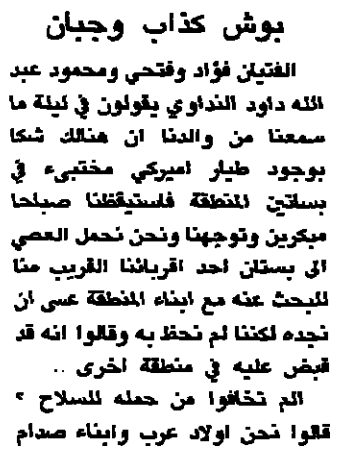 بوش كذاب وجبان
الفتيان فؤاد وفتحي ومحمود عبد
الله داود النداوي يقولون في ليلة ما
سمعنا من والدنا ان هنالك شكا
بوجود طيار اميركي مختبىء في
بساتين المنطقة فاستيقظنا صباحا
مبكرين وتوجهنا ونحن نحمل العصي
الى بستان احد اقربائنا القريب منا
للبحث عنه مع ابناء المنطقة عسى ان
نجده لكننا لم نحظ به وقالوا انه قد
قبض عليه في منطقة اخرى ..
الم تخافوا من حمله للسلاح ؟
قالوا نحن اولاد عرب وابناء صدام